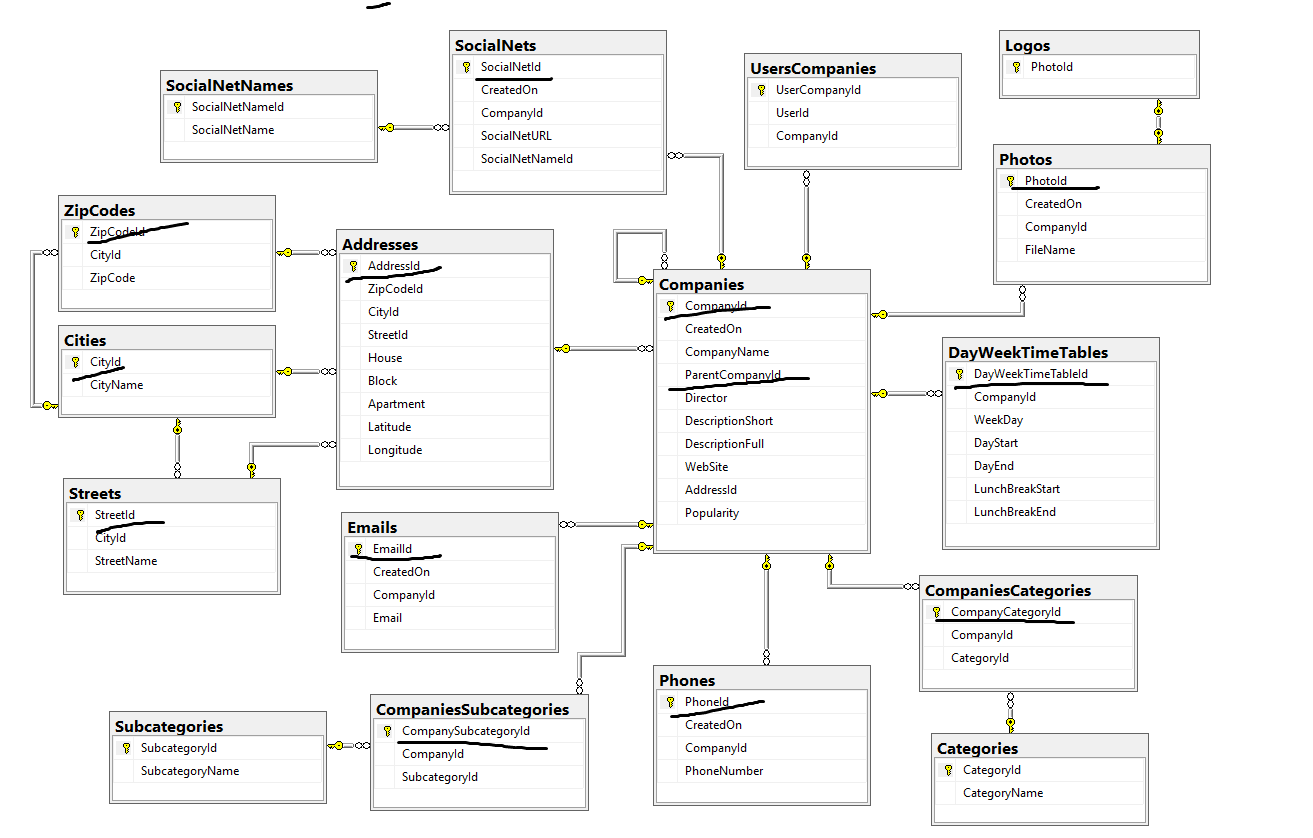 SocialNetNames
SocialNetNameId
SocialNetName
SocialNets
SocialNetId
CreatedOn
CompanyId
SocialNetURL
SocialNetNameId
UsersCompanies
UserCompanyId
UserId
CompanyId
Logos
PhotoId
Photos
PhotoId
CreatedOn
CompanyId
FileName
ZipCodes
ZipCodeId
CityId
ZipCode
Addresses
AddressId
ZipCodeId
CityId
StreetId
House
Block
Apartment
Latitude
Longitude
Companies
CompanyId
CreatedOn
CompanyName
ParentCompanyId
Director
DescriptionShort
DescriptionFull
WebSite
AddressId
Popularity
Cities
CityId
CityName
DayWeekTimeTables
DayWeekTimeTableId
CompanyId
WeekDay
DayStart
DayEnd
LunchBreakStart
LunchBreakEnd
Streets
StreetId
CityId
StreetName
Emails
EmailId
CreatedOn
CompanyId
Email
CompaniesCategories
CompanyCategoryId
CompanyId
CategoryId
Subcategories
SubcategoryId
SubcategoryName
CompaniesSubcategories
CompanySubcategoryId
CompanyId
SubcategoryId
Phones
PhoneId
CreatedOn
CompanyId
PhoneNumber
Categories
CategoryId
CategoryName